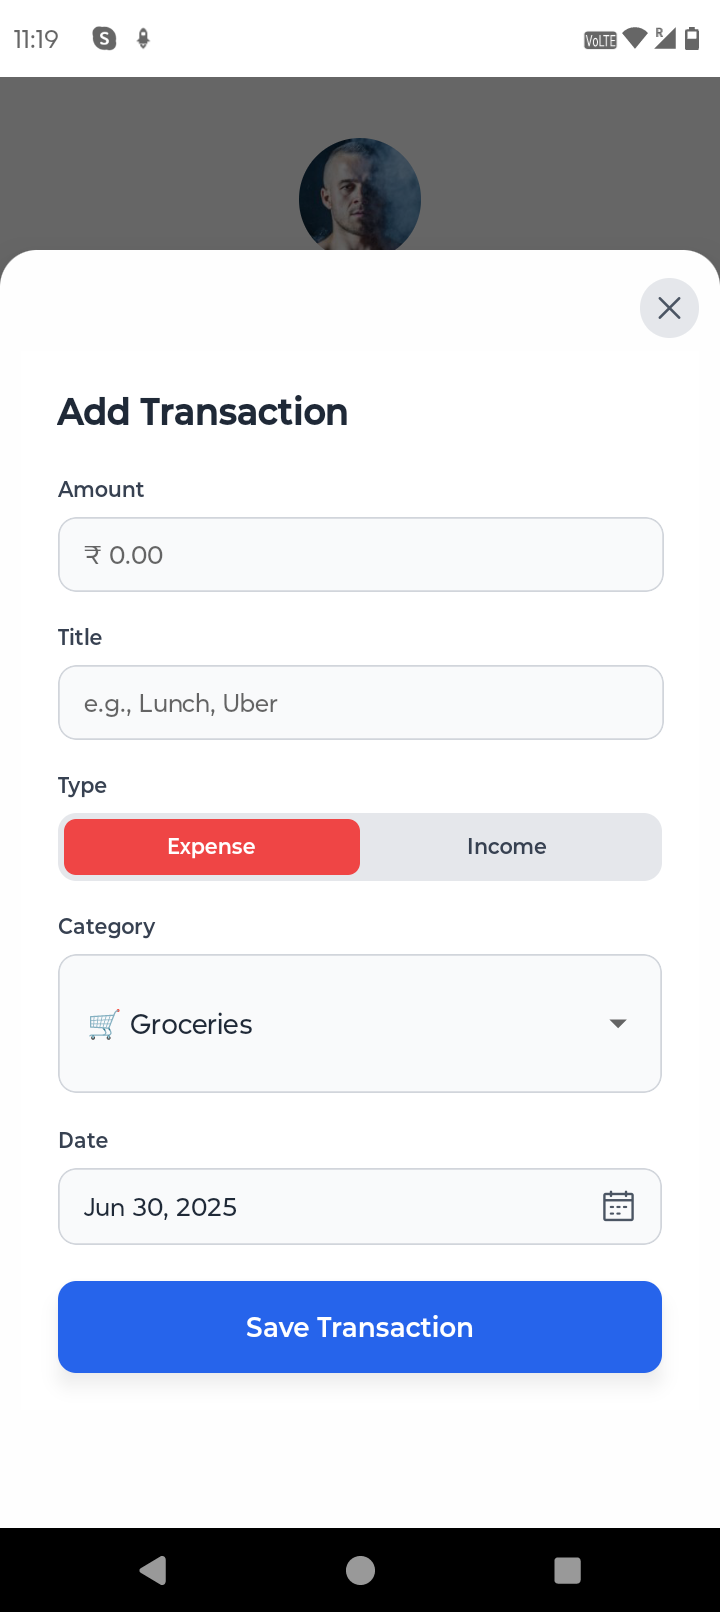 11:19
S
VoLTE
R
Add Transaction
Amount
₹ 0.00
Title
e.g., Lunch, Uber
Type
Expense
Income
Category
🛒 Groceries
Date
Jun 30, 2025
Save Transaction